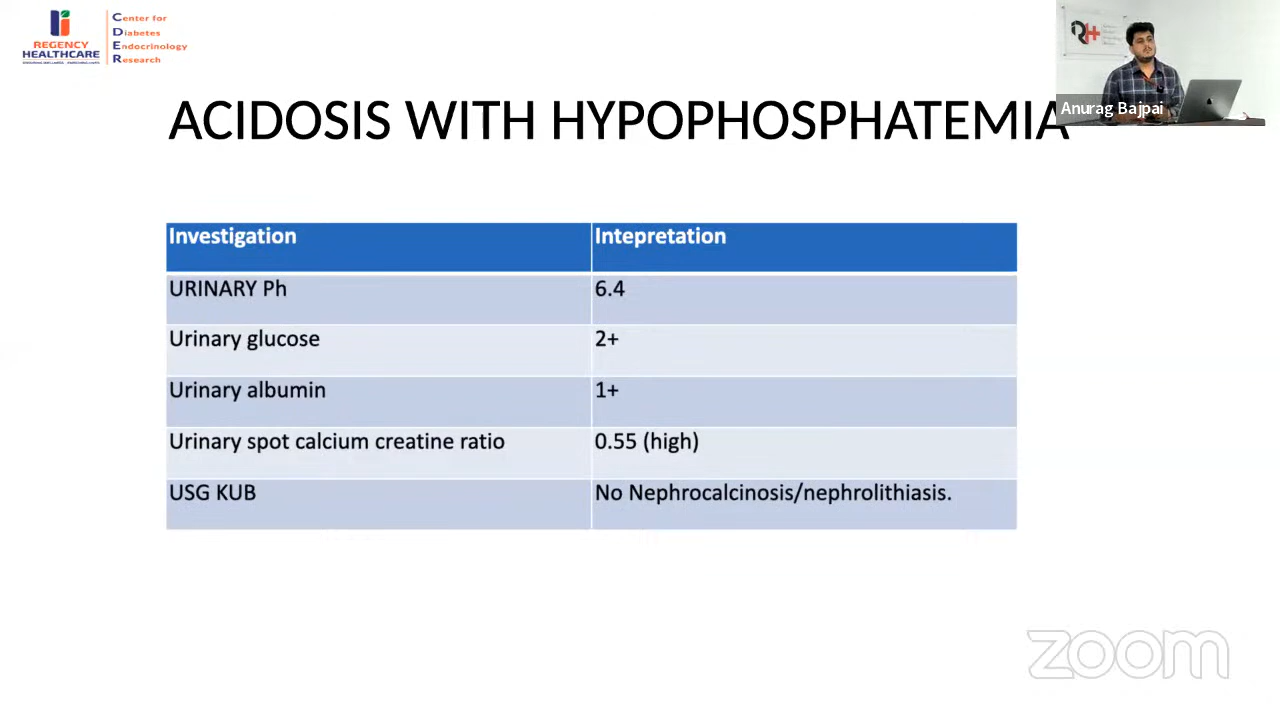 REGENCY
HEALTHCARE
Center for
Diabetes
Endocrinology
Research
Anurag Bajpai
ACIDOSIS WITH HYPOPHOSPHATEMIA
Investigation Intepretation
URINARY Ph 6.4
Urinary glucose 2+
Urinary albumin 1+
Urinary spot calcium creatine ratio 0.55 (high)
USG KUB No Nephrocalcinosis/nephrolithiasis.
zoom